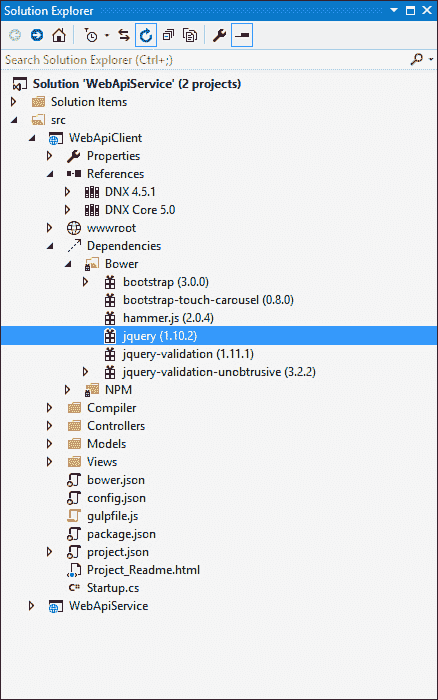 Solution Explorer
Search Solution Explorer (Ctrl+;)
Solution 'WebApiService' (2 projects)
Solution Items
src
WebApiClient
Properties
References
DNX 4.5.1
DNX Core 5.0
wwwroot
Dependencies
Bower
bootstrap (3.0.0)
bootstrap-touch-carousel (0.8.0)
hammer.js (2.0.4)
jquery (1.10.2)
jquery-validation (1.11.1)
jquery-validation-unobtrusive (3.2.2)
NPM
Compiler
Controllers
Models
Views
bower.json
config.json
gulpfile.js
package.json
project.json
Project_Readme.html
C# Startup.cs
WebApiService